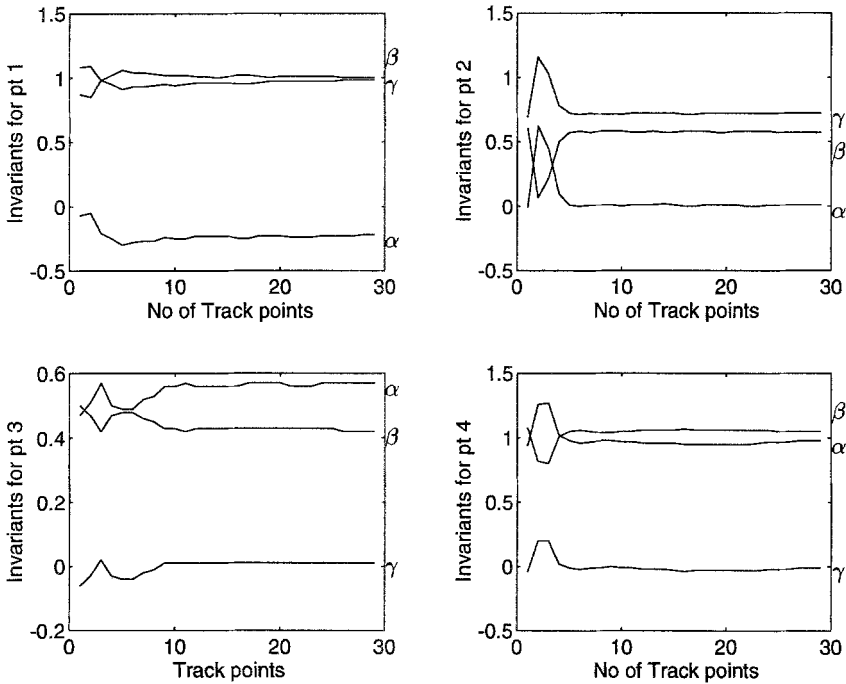 Invariants for pt 1
1.5
1
0.5
0
-0.5
0 10 20 30
No of Track points
β
γ
α
Invariants for pt 2
1.5
1
0.5
0
-0.5
0 10 20 30
No of Track points
γ
β
α
Invariants for pt 3
0.6
0.4
0.2
0
-0.2
0 10 20 30
Track points
α
β
γ
Invariants for pt 4
1.5
1
0.5
0
-0.5
0 10 20 30
No of Track points
β
α
γ